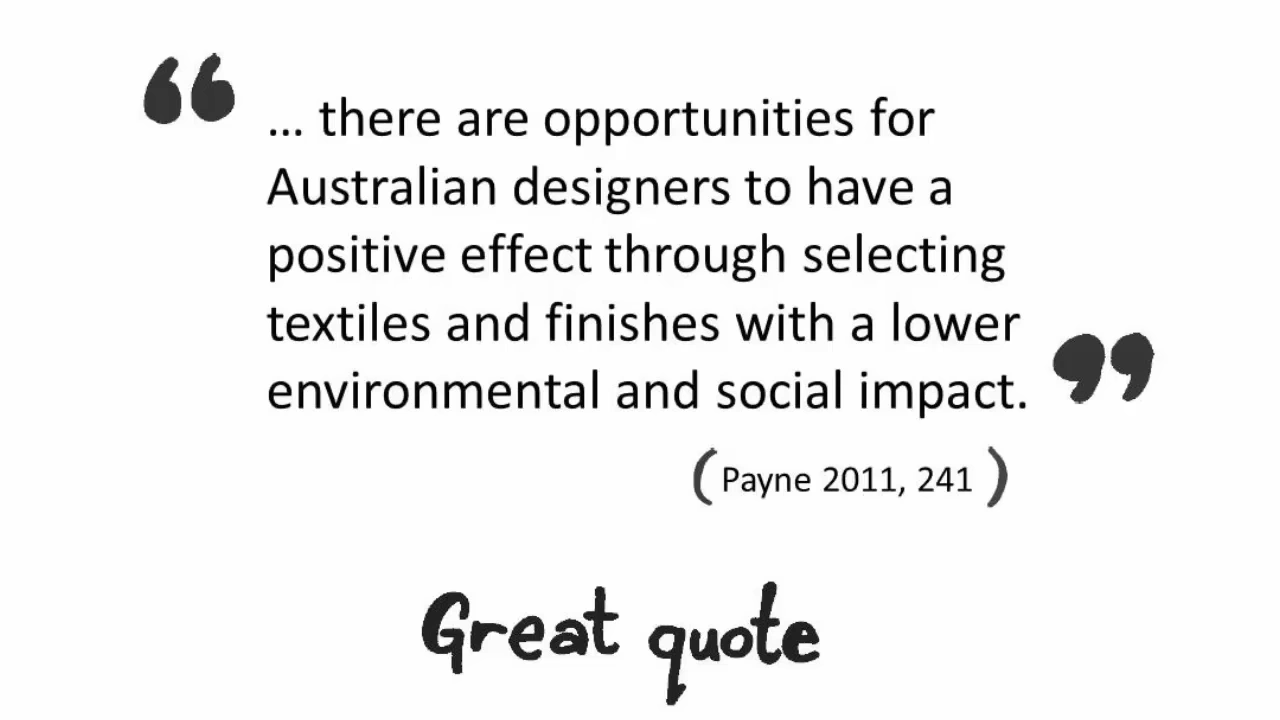 “ … there are opportunities for
Australian designers to have a
positive effect through selecting
textiles and finishes with a lower
environmental and social impact. ”
(Payne 2011, 241 )
Great quote